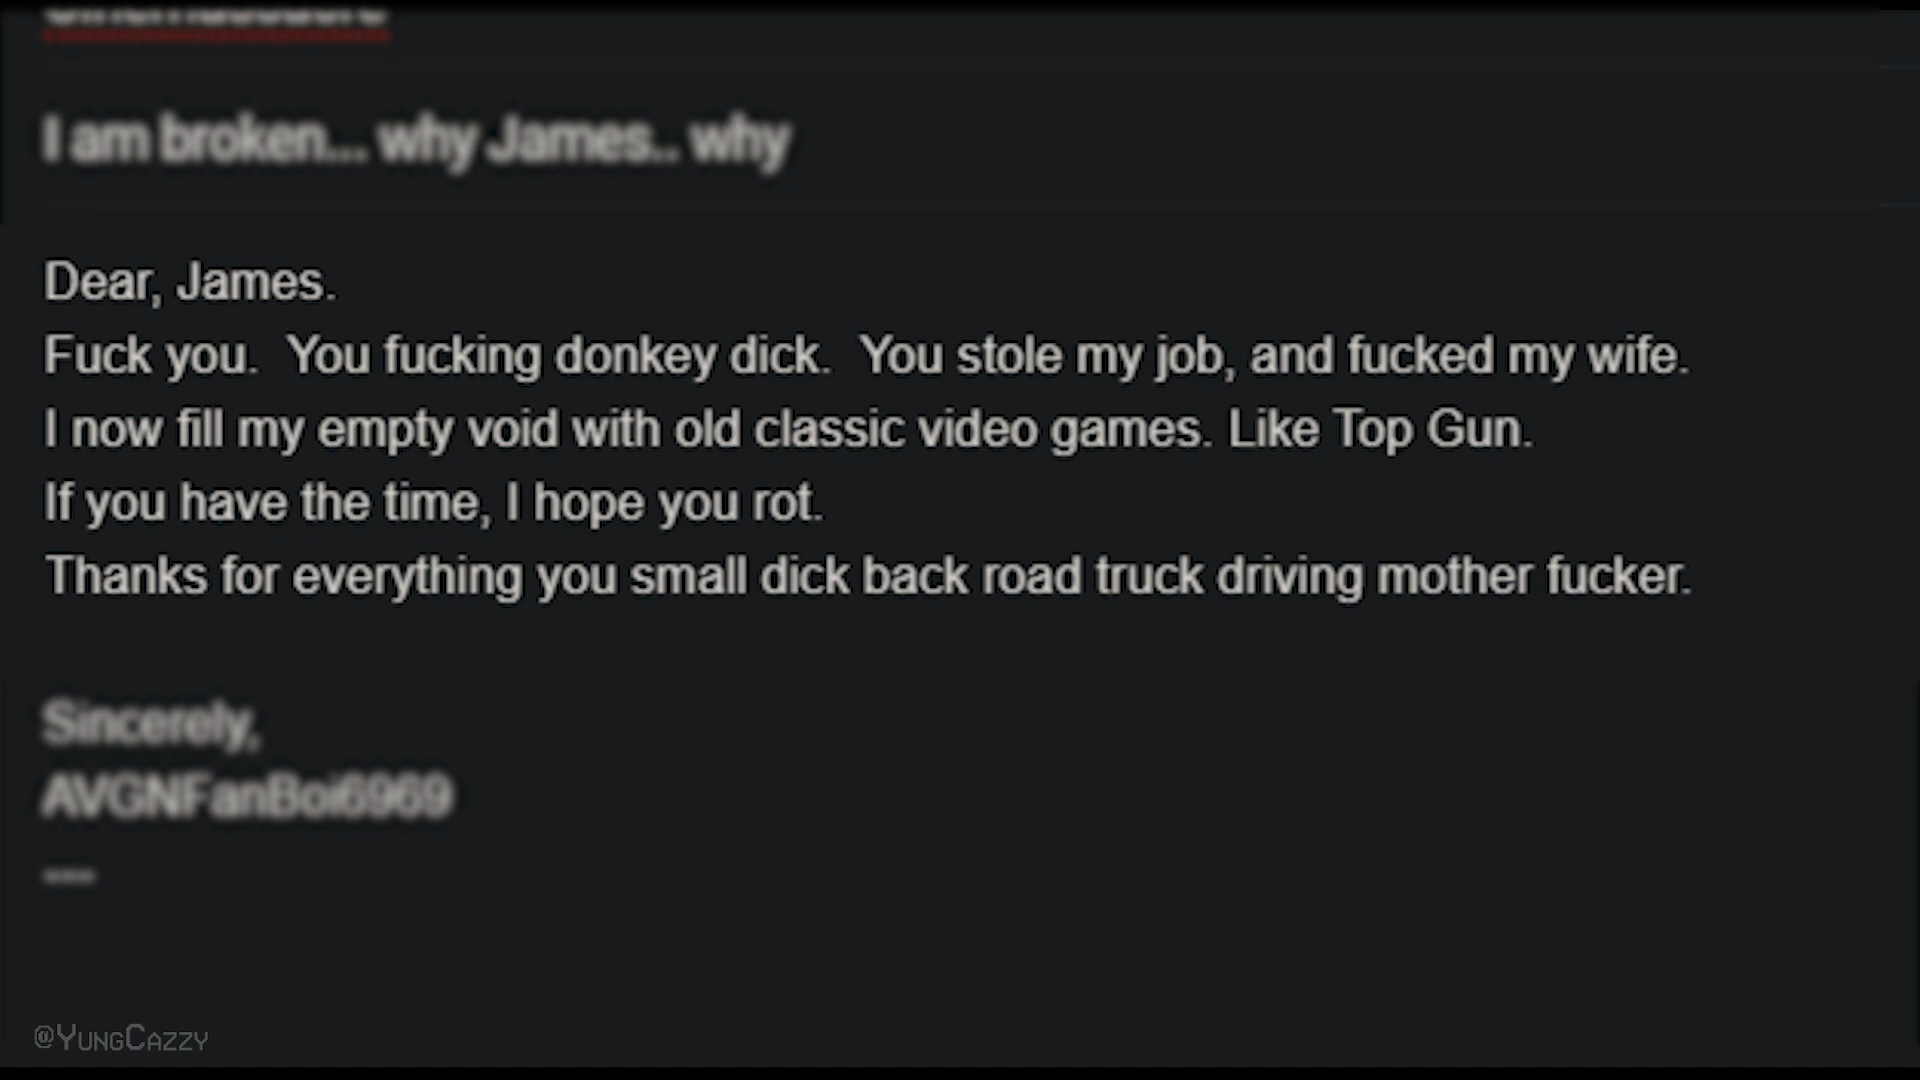 I am broken... why James.. why
Dear, James.
Fuck you.  You fucking donkey dick.  You stole my job, and fucked my wife.
I now fill my empty void with old classic video games. Like Top Gun.
If you have the time, I hope you rot.
Thanks for everything you small dick back road truck driving mother fucker.
Sincerely,
AVGNFanBoi6969
---
@YungCazzy